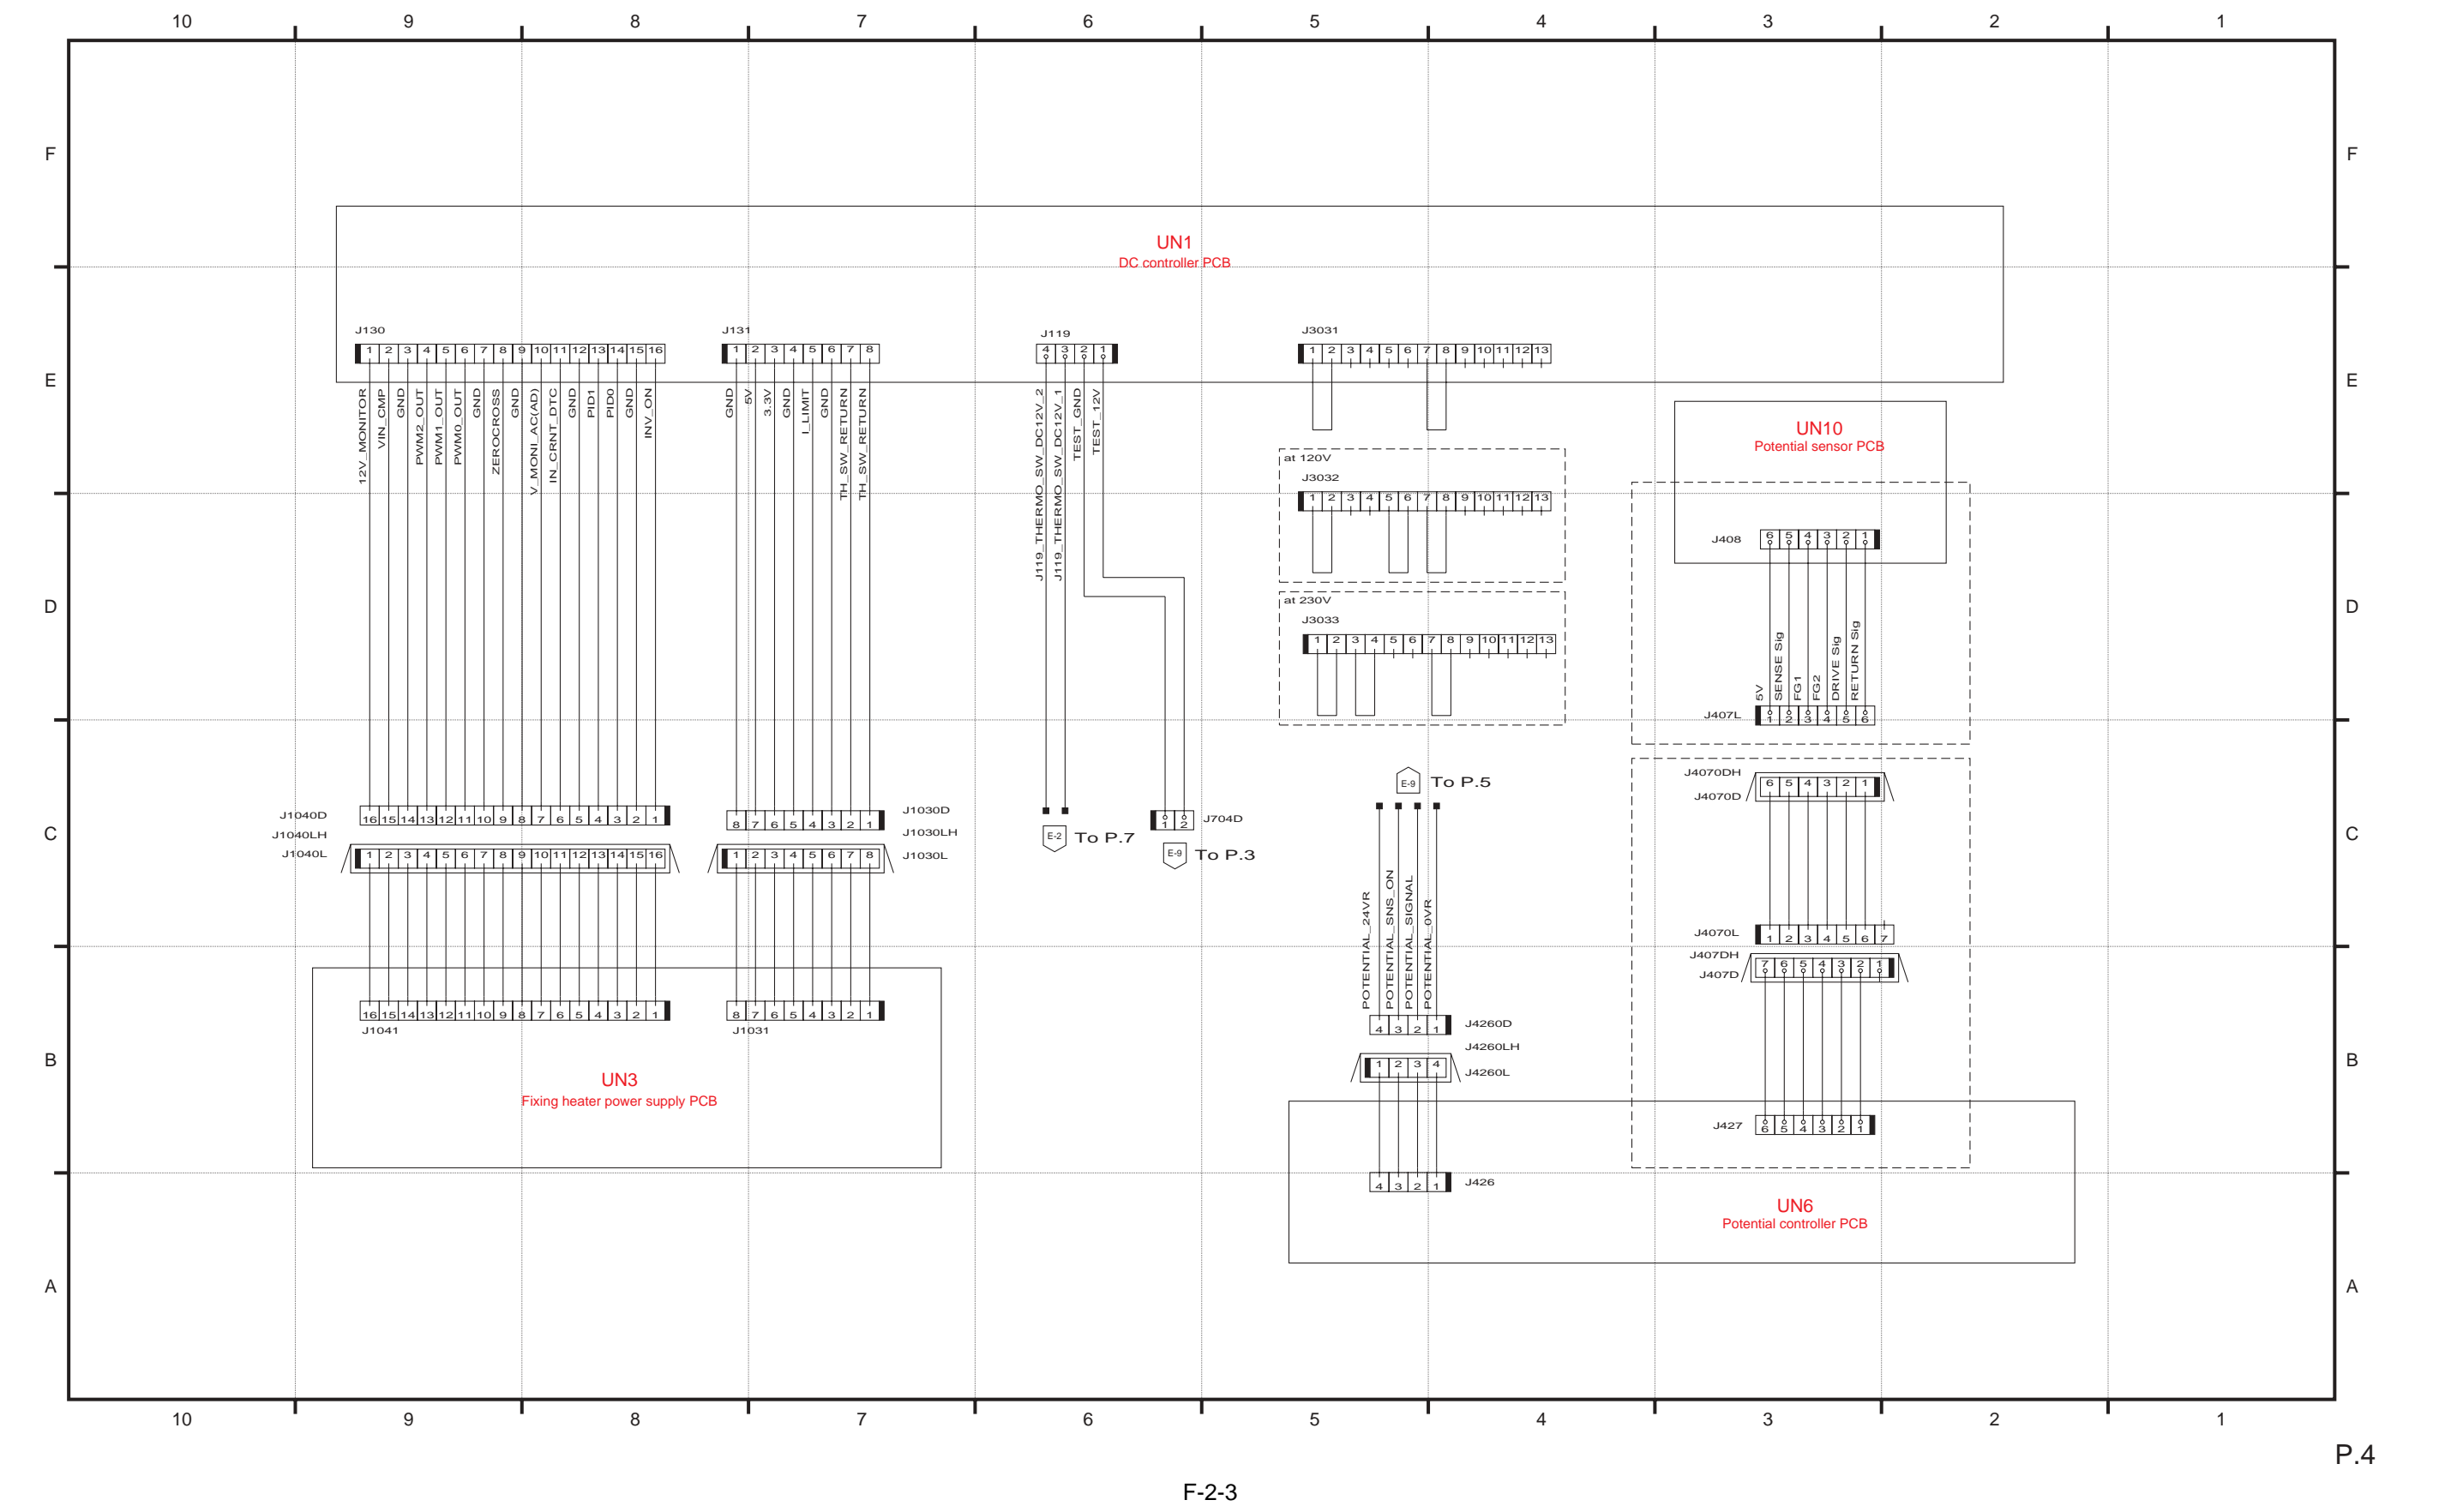 10 9 8 7 6 5 4 3 2 1
F F
UN1
DC controller PCB
J130 J131 J119 J3031
1 2 3 4 5 6 7 8 9 10 11 12 13 14 15 16
1 2 3 4 5 6 7 8
4 3 2 1
1 2 3 4 5 6 7 8 9 10 11 12 13
E E
12V_MONITOR
VIN_CMP
GND
PWM2_OUT
PWM1_OUT
PWM0_OUT
GND
ZEROCROSS
GND
V_MONI_AC(AD)
IN_CRNT_DTC
GND
PID1
PID0
GND
INV_ON
GND
5V
3.3V
GND
I_LIMIT
GND
TH_SW_RETURN
TH_SW_RETURN
J119_THERMO_SW_DC12V_2
J119_THERMO_SW_DC12V_1
TEST_GND
TEST_12V
UN10
Potential sensor PCB
at 120V
J3032
1 2 3 4 5 6 7 8 9 10 11 12 13
J408
6 5 4 3 2 1
D D
at 230V
J3033
1 2 3 4 5 6 7 8 9 10 11 12 13
5V
SENSE Sig
FG1
FG2
DRIVE Sig
RETURN Sig
J407L
1 2 3 4 5 6
J4070DH
J4070D
6 5 4 3 2 1
E-9 To P.5
C C
J1040D
16 15 14 13 12 11 10 9 8 7 6 5 4 3 2 1
J1040LH
J1040L
1 2 3 4 5 6 7 8 9 10 11 12 13 14 15 16
J1030D
8 7 6 5 4 3 2 1
J1030LH
J1030L
1 2 3 4 5 6 7 8
E-2 To P.7
1 2 J704D
E-9 To P.3
POTENTIAL_24VR
POTENTIAL_SNS_ON
POTENTIAL_SIGNAL
POTENTIAL_0VR
J4070L
1 2 3 4 5 6 7
J407DH
J407D
7 6 5 4 3 2 1
16 15 14 13 12 11 10 9 8 7 6 5 4 3 2 1
J1041
8 7 6 5 4 3 2 1
J1031
4 3 2 1 J4260D
J4260LH
1 2 3 4 J4260L
B B
UN3
Fixing heater power supply PCB
J427
6 5 4 3 2 1
4 3 2 1 J426
UN6
Potential controller PCB
A A
10 9 8 7 6 5 4 3 2 1
P.4
F-2-3